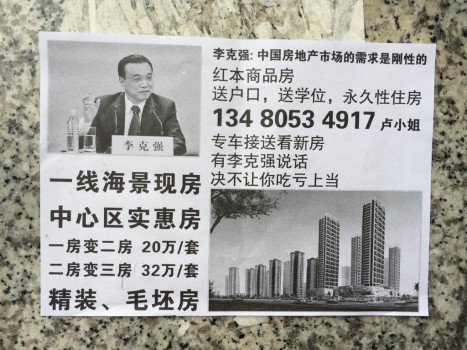 李克强
一线海景现房
中心区实惠房
一房变二房 20万/套
二房变三房 32万/套
精装、毛坯房
李克强: 中国房地产市场的需求是刚性的
红本商品房
送户口，送学位，永久性住房
134 8053 4917 卢小姐
专车接送看新房
有李克强说话
决不让你吃亏上当